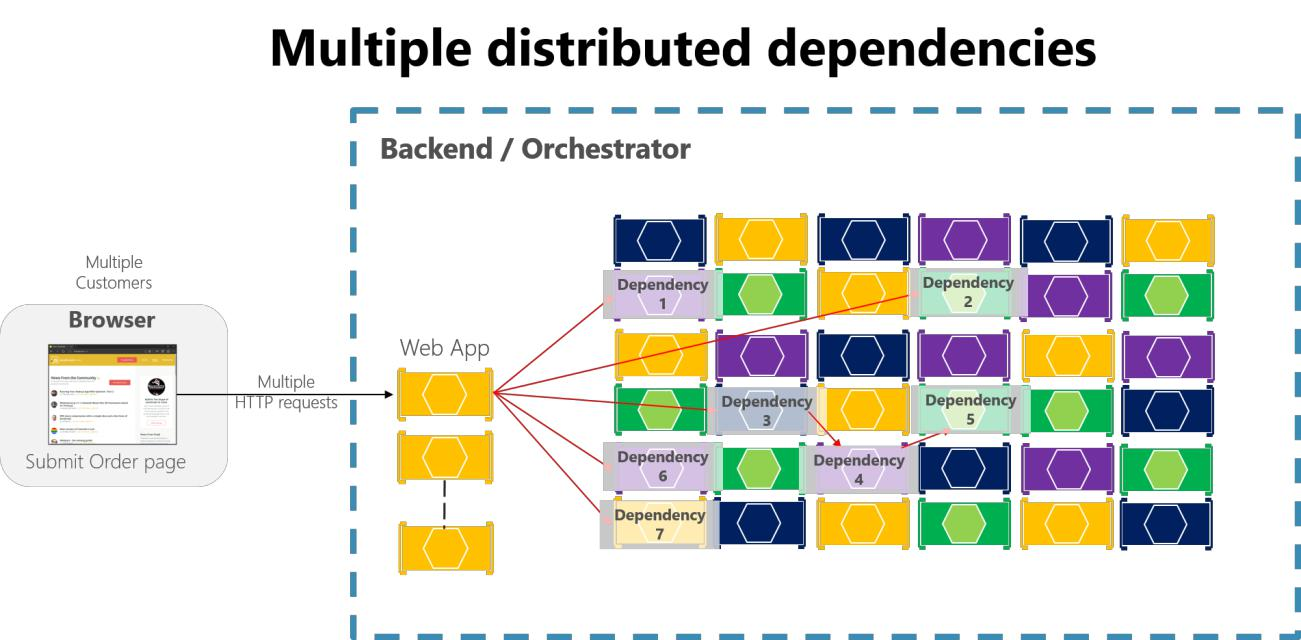 Multiple distributed dependencies
Backend / Orchestrator
Multiple
Customers
Browser
Submit Order page
Multiple
HTTP requests
Web App
Dependency
1
Dependency
2
Dependency
3
Dependency
5
Dependency
6
Dependency
4
Dependency
7